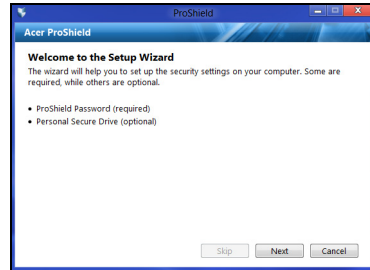 ProShield
Acer ProShield
Welcome to the Setup Wizard
The wizard will help you to set up the security settings on your computer. Some are
required, while others are optional.
• ProShield Password (required)
• Personal Secure Drive (optional)
Skip Next Cancel